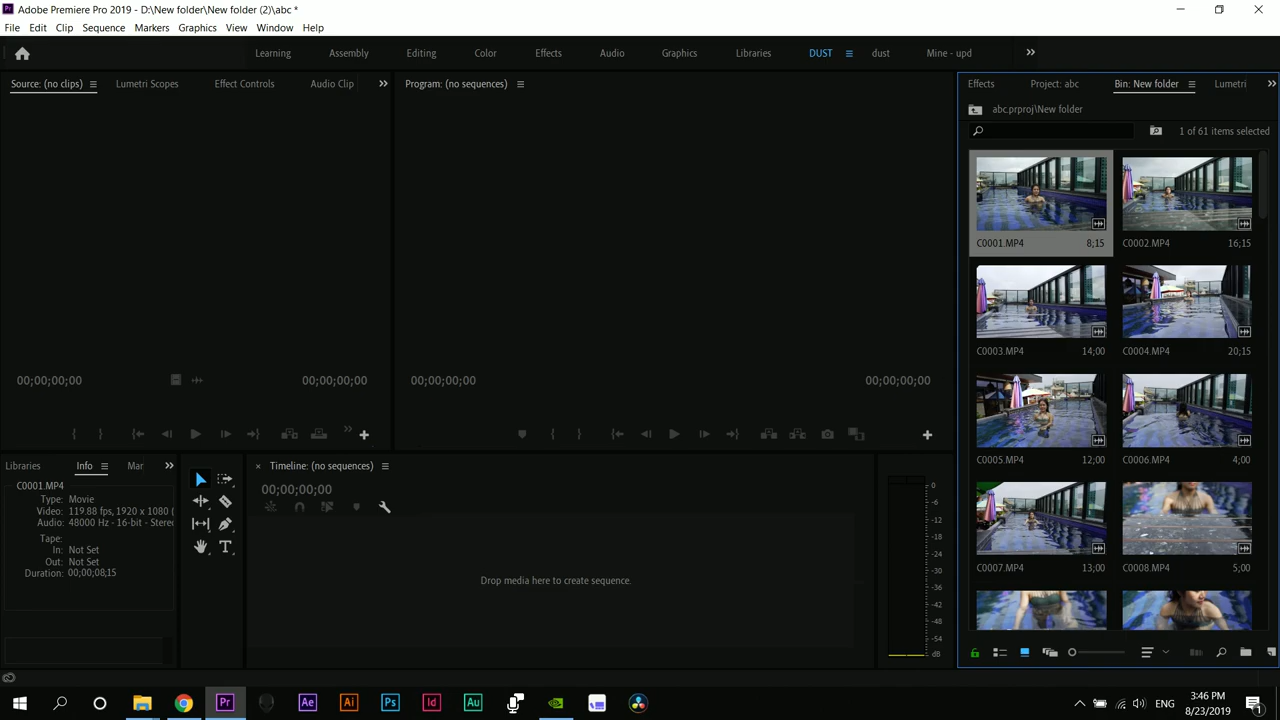 Adobe Premiere Pro 2019 - D:\New folder\New folder (2)\abc *
File Edit Clip Sequence Markers Graphics View Window Help
Learning Assembly Editing Color Effects Audio Graphics Libraries DUST dust Mine - upd
Source: (no clips) Lumetri Scopes Effect Controls Audio Clip
Program: (no sequences)
Effects Project: abc Bin: New folder Lumetri
abc.prproj\New folder
1 of 61 items selected
C0001.MP4 8;15
C0002.MP4 16;15
C0003.MP4 14;00
C0004.MP4 20;15
C0005.MP4 12;00
C0006.MP4 4;00
C0007.MP4 13;00
C0008.MP4 5;00
00;00;00;00 00;00;00;00
00;00;00;00 00;00;00;00
Libraries Info Mar
C0001.MP4
Type: Movie
Video: 119.88 fps, 1920 x 1080 (
Audio: 48000 Hz - 16-bit - Stereo
Tape:
In: Not Set
Out: Not Set
Duration: 00;00;08;15
T
× Timeline: (no sequences)
00;00;00;00
Drop media here to create sequence.
0
-6
-12
-18
-24
-30
-36
-42
-48
-54
dB
Pr Ae Ai Ps Id Au
ENG
3:46 PM
8/23/2019
1